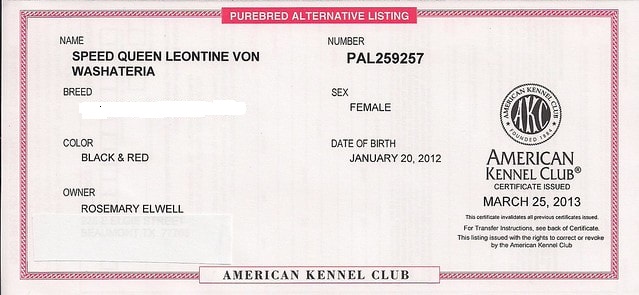 PUREBRED ALTERNATIVE LISTING
NAME
SPEED QUEEN LEONTINE VON
WASHATERIA
NUMBER
PAL259257
BREED
SEX
FEMALE
COLOR
BLACK & RED
DATE OF BIRTH
JANUARY 20, 2012
OWNER
ROSEMARY ELWELL
AMERICAN KENNEL CLUB
AKC
FOUNDED 1884
AMERICAN
KENNEL CLUB®
CERTIFICATE ISSUED
MARCH 25, 2013
This certificate invalidates all previous certificates issued.
For Transfer Instructions, see back of Certificate.
This listing issued with the rights to correct or revoke
by the American Kennel Club
AMERICAN KENNEL CLUB